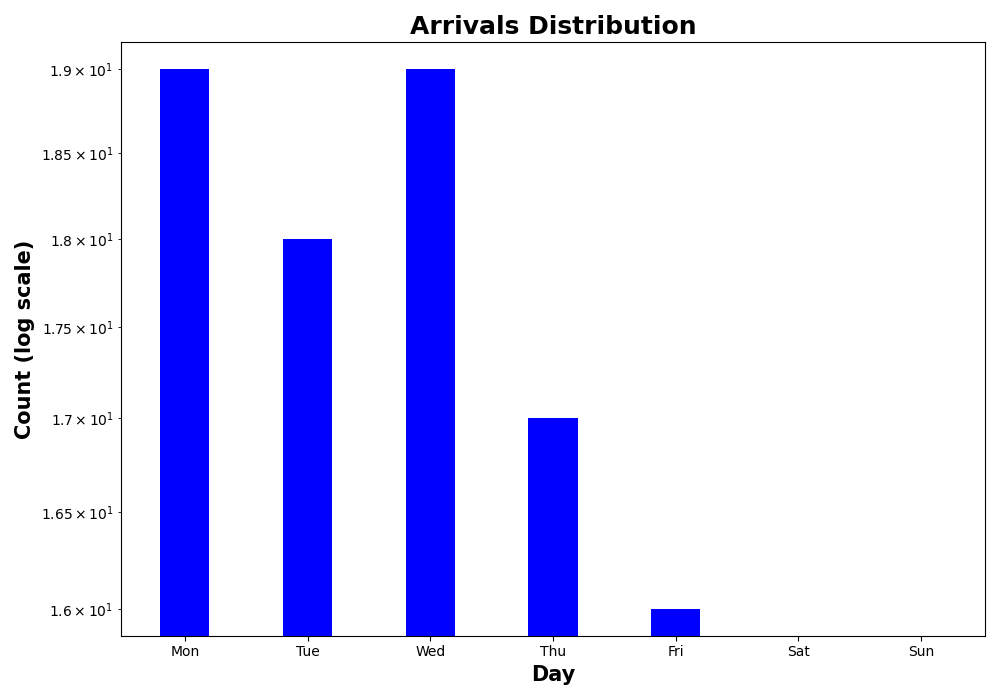 Arrivals Distribution
Count (log scale)
1.9 × 10¹
1.85 × 10¹
1.8 × 10¹
1.75 × 10¹
1.7 × 10¹
1.65 × 10¹
1.6 × 10¹
Mon Tue Wed Thu Fri Sat Sun
Day